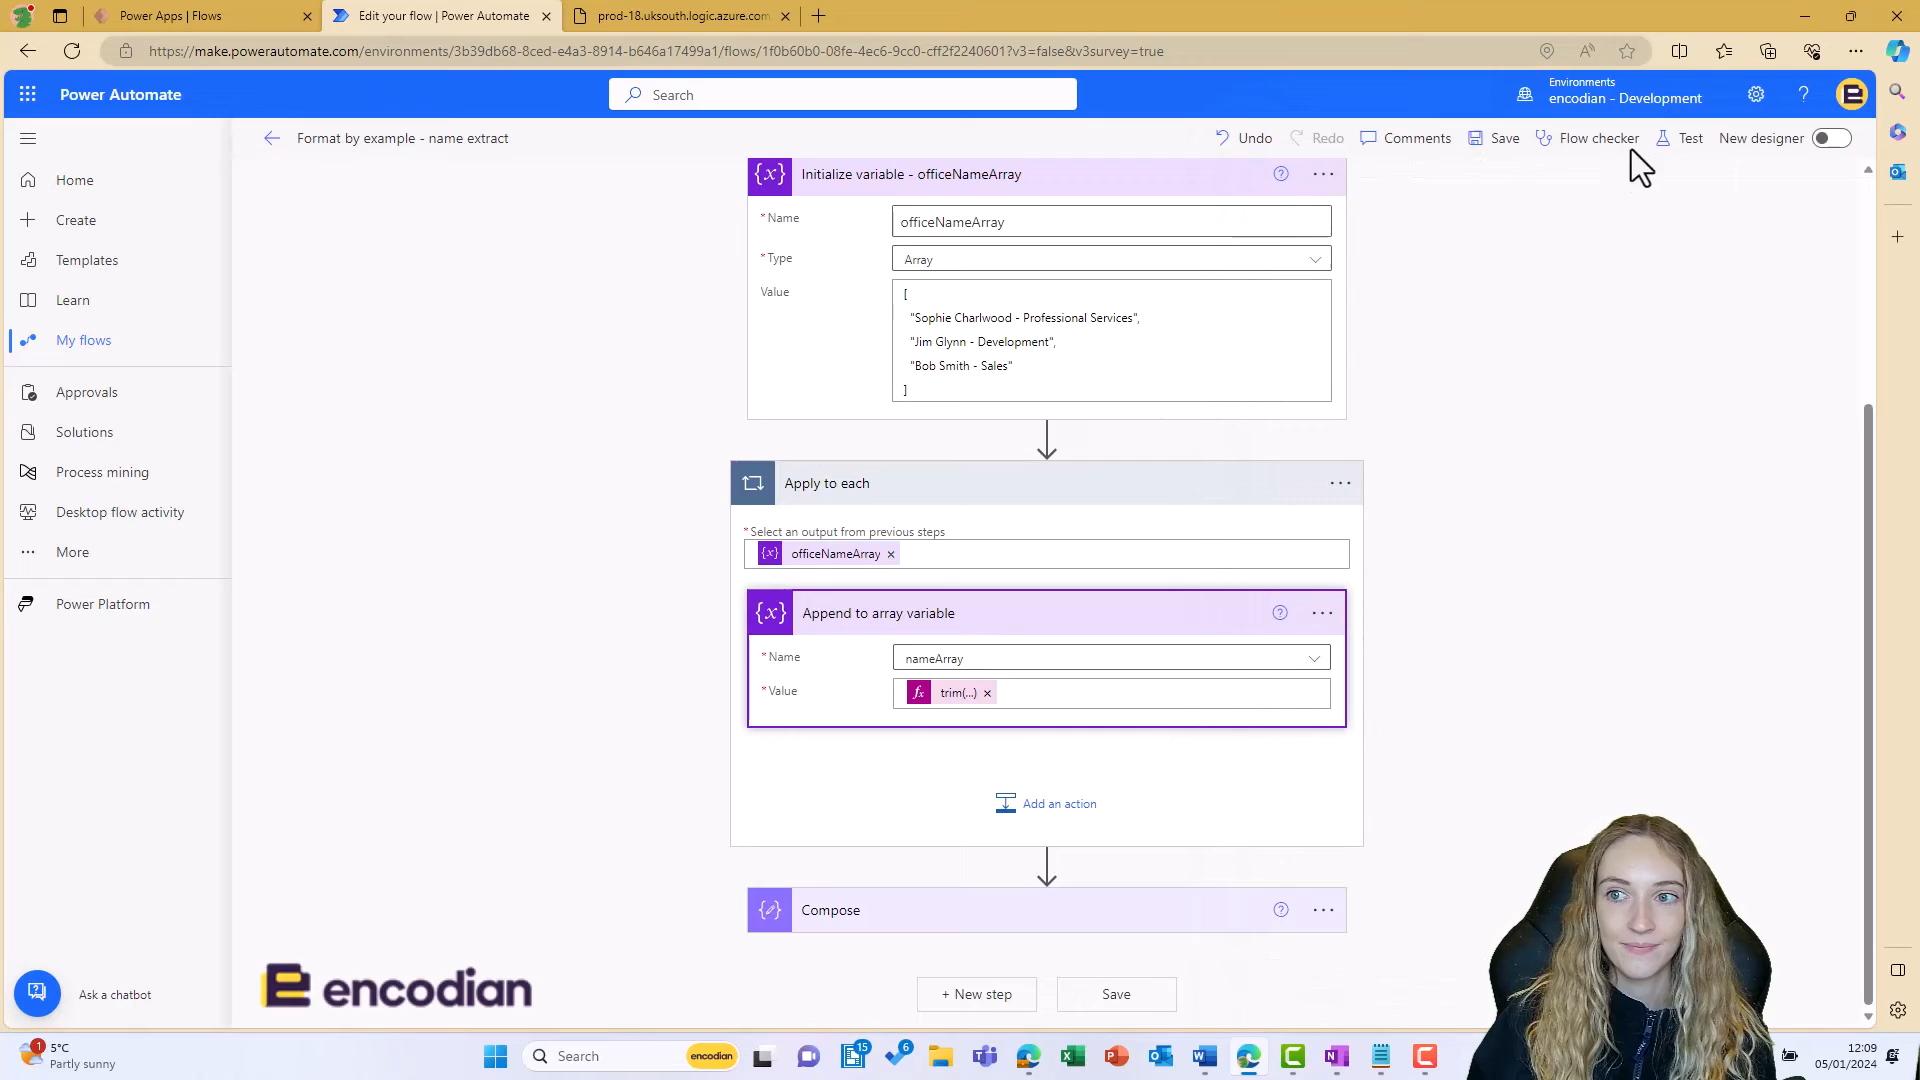 Power Apps | Flows
Edit your flow | Power Automate
prod-18.uksouth.logic.azure.com
https://make.powerautomate.com/environments/3b39db68-8ced-e4a3-8914-b646a17499a1/flows/1f0b60b0-08fe-4ec6-9cc0-cff2f2240601?v3=false&v3survey=true
Power Automate
Search
Environments
encodian - Development
Format by example - name extract
Undo
Redo
Comments
Save
Flow checker
Test
New designer
Home
Create
Templates
Learn
My flows
Approvals
Solutions
Process mining
Desktop flow activity
More
Power Platform
Ask a chatbot
{x} Initialize variable - officeNameArray
* Name
officeNameArray
* Type
Array
Value
[
"Sophie Charlwood - Professional Services",
"Jim Glynn - Development",
"Bob Smith - Sales"
]
Apply to each
* Select an output from previous steps
{x} officeNameArray
{x} Append to array variable
* Name
nameArray
* Value
fx trim(...)
Add an action
Compose
+ New step
Save
encodian
1
5°C
Partly sunny
Search
encodian
15
6
12:09
05/01/2024